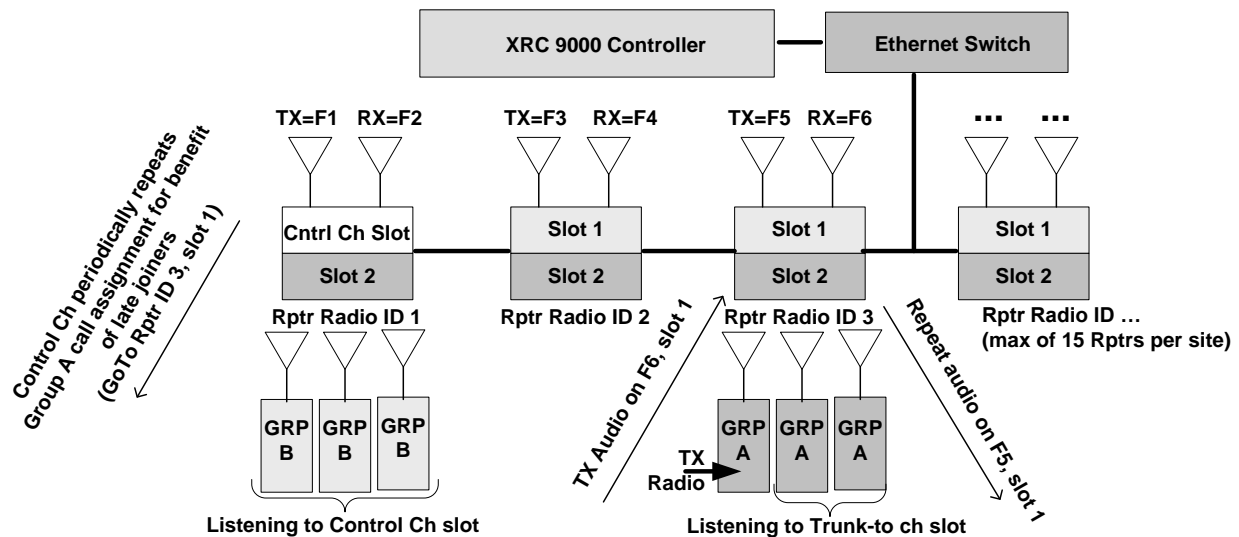 XRC 9000 Controller
Ethernet Switch
TX=F1
RX=F2
TX=F3
RX=F4
TX=F5
RX=F6
...
...
Control Ch periodically repeats
Group A call assignment for benefit
of late joiners
(GoTo Rptr ID 3, slot 1)
Cntrl Ch Slot
Slot 2
Slot 1
Slot 2
Slot 1
Slot 2
Slot 1
Slot 2
Rptr Radio ID 1
Rptr Radio ID 2
Rptr Radio ID 3
Rptr Radio ID …
(max of 15 Rptrs per site)
GRP
B
GRP
B
GRP
B
Listening to Control Ch slot
TX Audio on F6, slot 1
TX
Radio
GRP
A
GRP
A
GRP
A
Listening to Trunk-to ch slot
Repeat audio on F5, slot 1